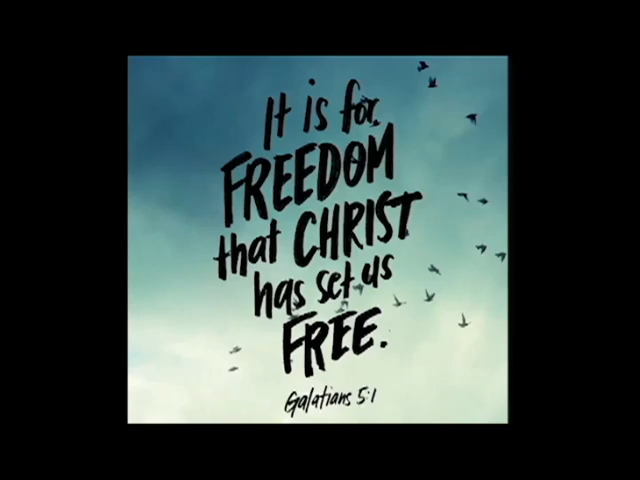 It is for
FREEDOM
that CHRIST
has set us
FREE.
Galatians 5:1